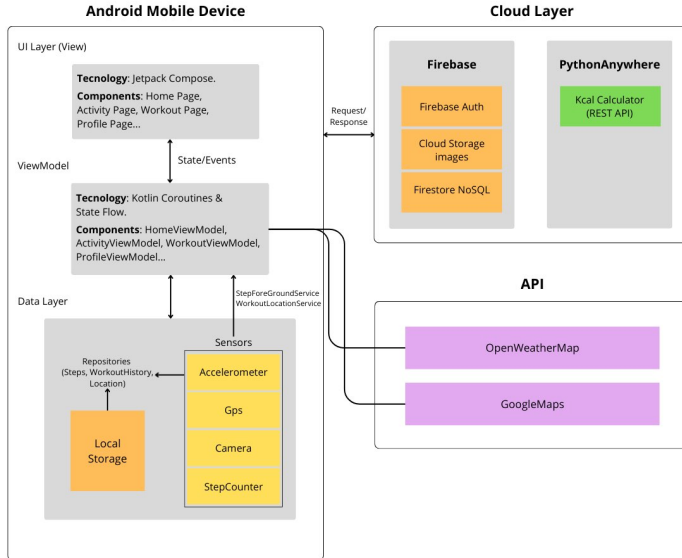 Android Mobile Device
UI Layer (View)
Tecnology: Jetpack Compose.
Components: Home Page,
Activity Page, Workout Page,
Profile Page...
State/Events
ViewModel
Tecnology: Kotlin Coroutines &
State Flow.
Components: HomeViewModel,
ActivityViewModel, WorkoutViewModel,
ProfileViewModel...
StepForeGroundService
WorkoutLocationService
Data Layer
Sensors
Repositories
(Steps, WorkoutHistory,
Location)
Local
Storage
Accelerometer
Gps
Camera
StepCounter
Request/
Response
Cloud Layer
Firebase
Firebase Auth
Cloud Storage
images
Firestore NoSQL
PythonAnywhere
Kcal Calculator
(REST API)
API
OpenWeatherMap
GoogleMaps